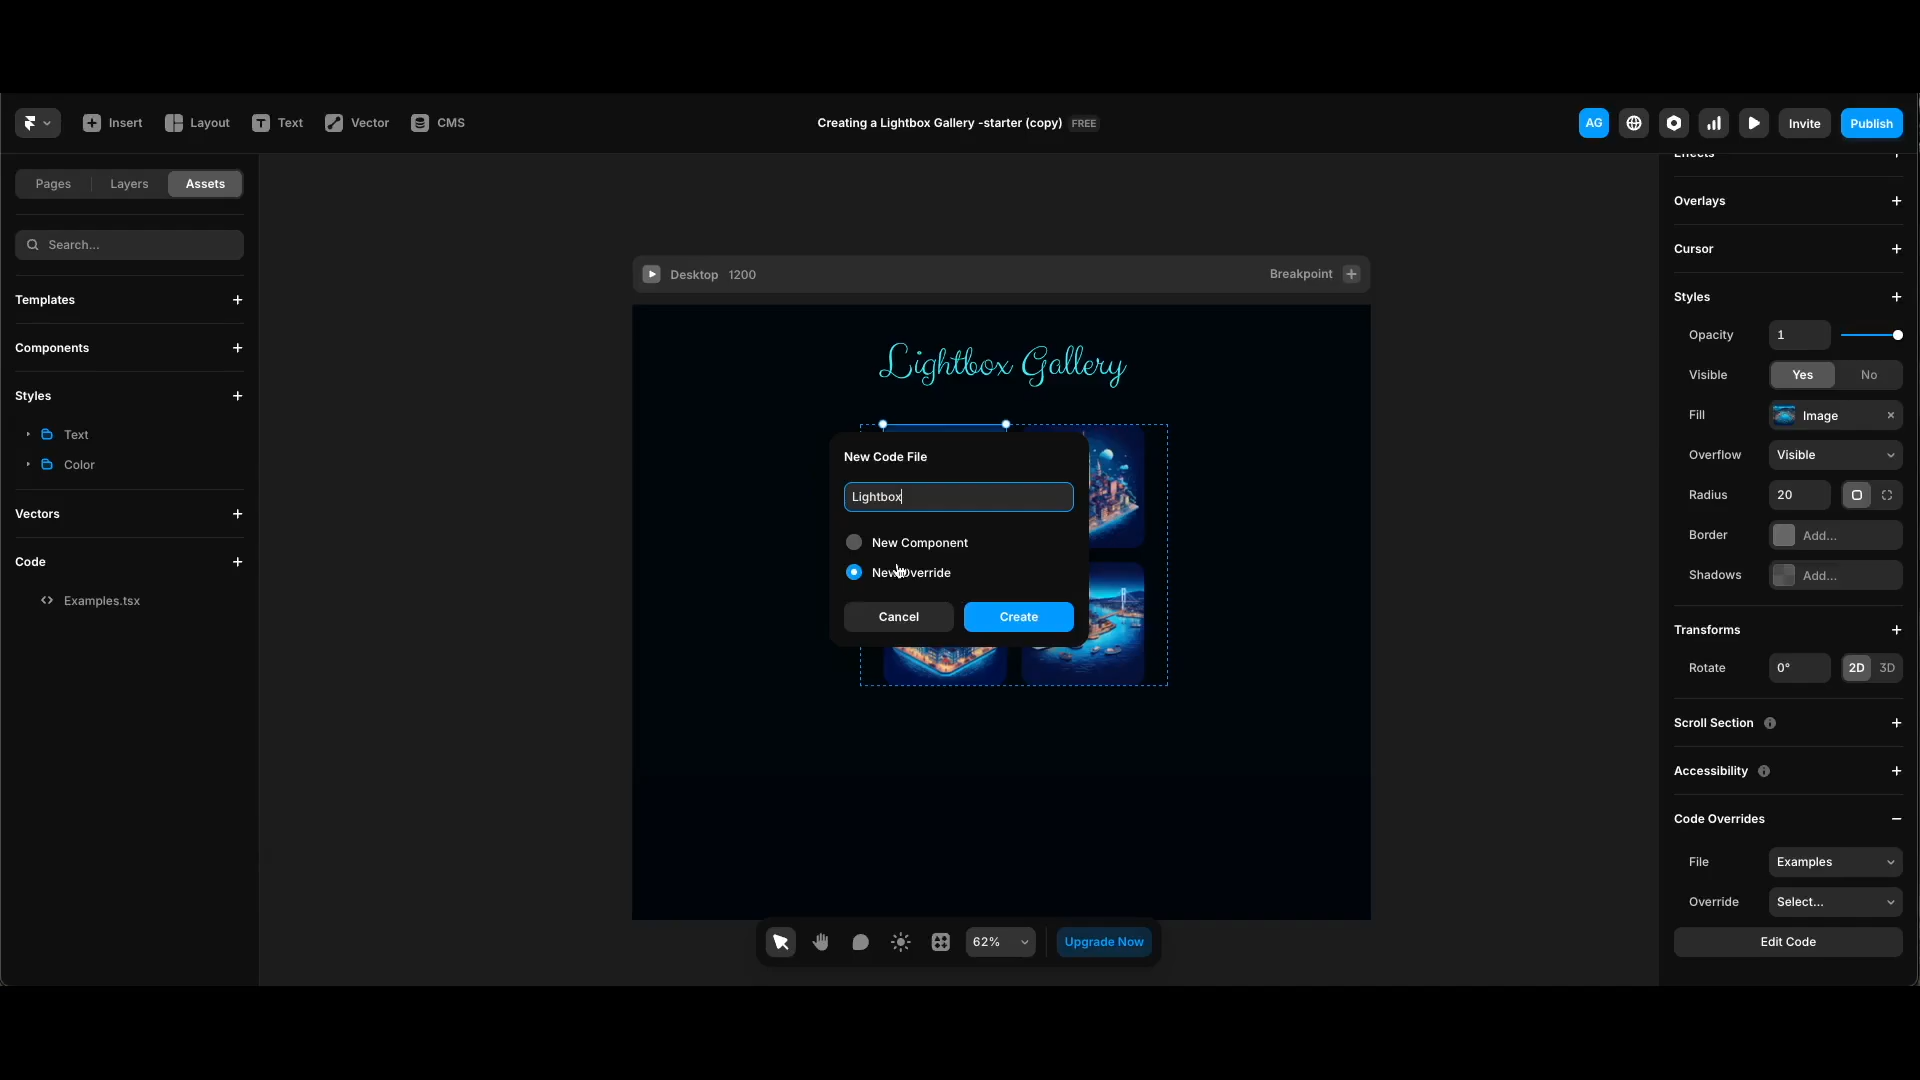 Insert
Layout
Text
Vector
CMS
Creating a Lightbox Gallery -starter (copy) FREE
AG
Invite
Publish
Pages
Layers
Assets
Search...
Templates
Components
Styles
Text
Color
Vectors
Code
Examples.tsx
Desktop 1200
Breakpoint
Lightbox Gallery
New Code File
Lightbox
New Component
New Override
Cancel
Create
62%
Upgrade Now
Effects
Overlays
Cursor
Styles
Opacity 1
Visible Yes No
Fill Image
Overflow Visible
Radius 20
Border Add...
Shadows Add...
Transforms
Rotate 0° 2D 3D
Scroll Section
Accessibility
Code Overrides
File Examples
Override Select...
Edit Code